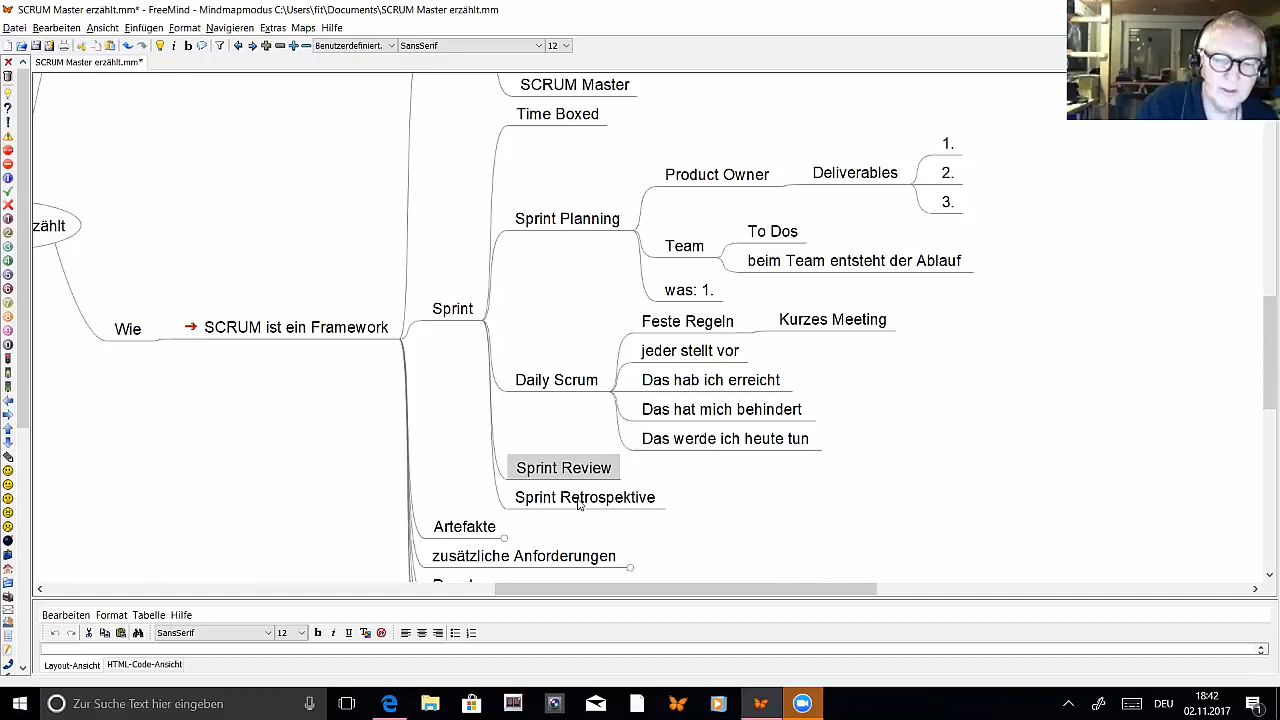 SCRUM Master erzählt.mm* - FreeMind - Mindmapmodus C:\Users\fit\Documents\SCRUM Master erzählt.mm
Datei Bearbeiten Ansicht Einfügen Format Navigieren Extras Maps Hilfe
Benutzerdefiniert. SansSerif 12
SCRUM Master erzählt.mm*
SCRUM Master
Time Boxed
1.
Product Owner
Deliverables
2.
3.
Sprint Planning
Team
To Dos
beim Team entsteht der Ablauf
was: 1.
zählt
Wie
SCRUM ist ein Framework
Sprint
Feste Regeln
Kurzes Meeting
jeder stellt vor
Daily Scrum
Das hab ich erreicht
Das hat mich behindert
Das werde ich heute tun
Sprint Review
Sprint Retrospektive
Artefakte
zusätzliche Anforderungen
Bearbeiten Format Tabelle Hilfe
SansSerif 12
Layout-Ansicht HTML-Code-Ansicht
Zur Suche Text hier eingeben
DEU
18:42
02.11.2017